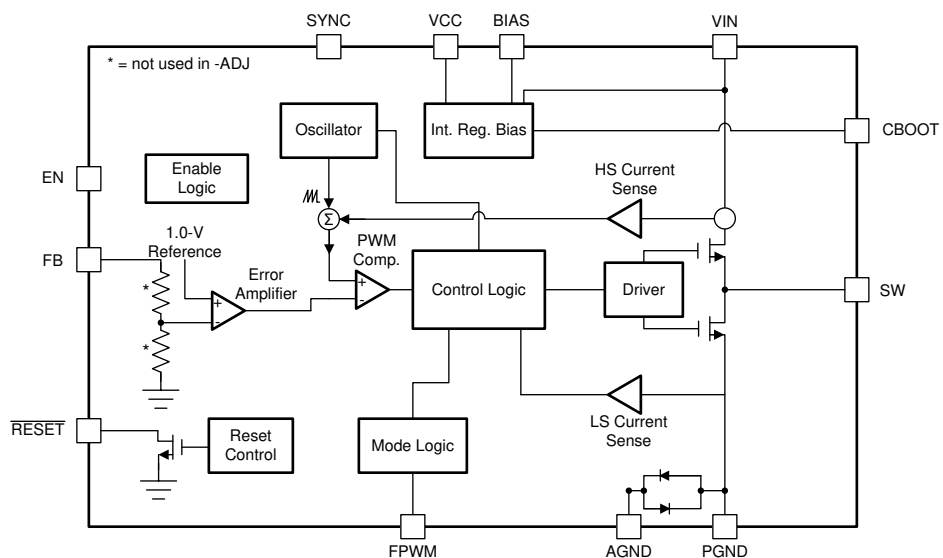 SYNC
VCC
BIAS
VIN
* = not used in -ADJ
Oscillator
Int. Reg. Bias
CBOOT
EN
Enable
Logic
HS Current
Sense
Σ
1.0-V
Reference
PWM
Comp.
FB
*
+
-
Error
Amplifier
+
-
Control Logic
Driver
SW
*
RESET
Reset
Control
Mode Logic
LS Current
Sense
FPWM
AGND
PGND